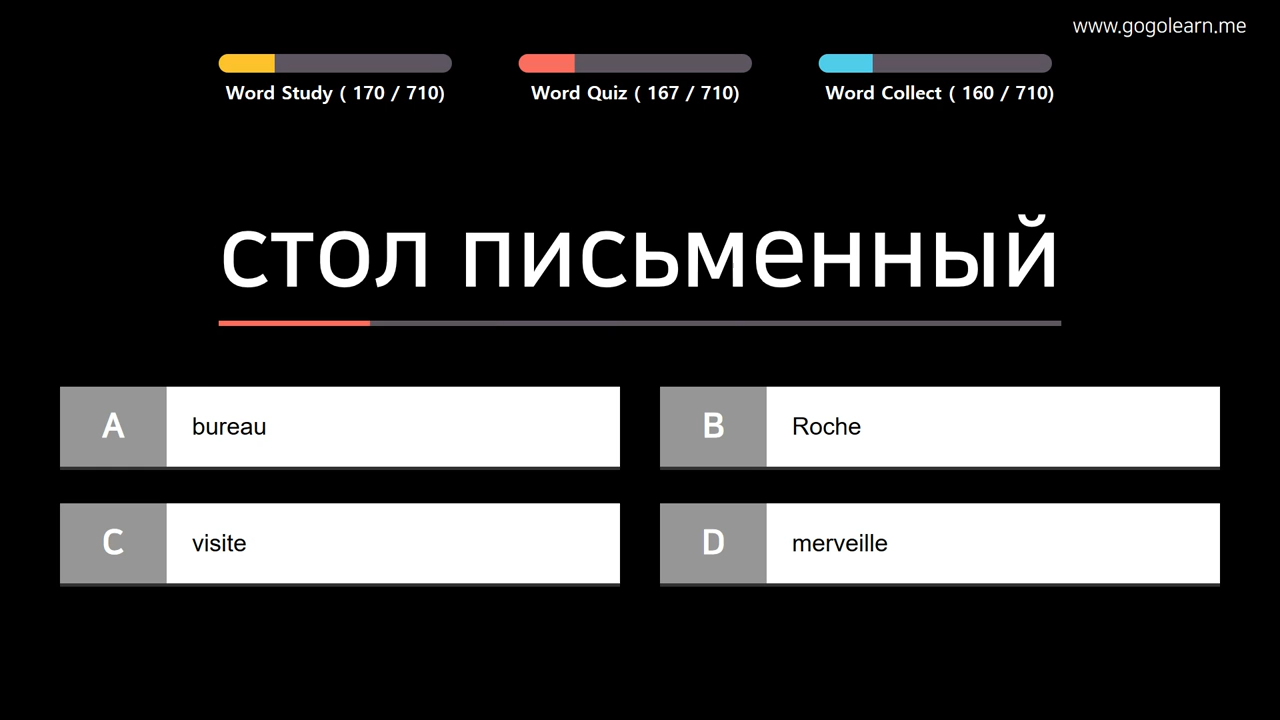 www.gogolearn.me
Word Study ( 170 / 710)
Word Quiz ( 167 / 710)
Word Collect ( 160 / 710)
стол письменный
A bureau
B Roche
C visite
D merveille